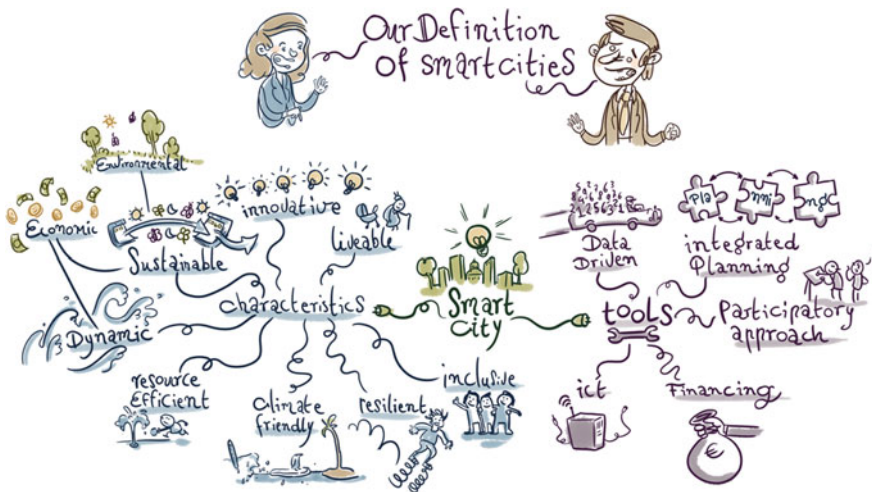 Our Definition
Of smartcities
Environmental
Economic
Sustainable
Dynamic
innovative
liveable
characteristics
resource
Efficient
climate
friendly
resilient
inclusive
Smart
city
Data
Driven
Pla
nni
ngC
integrated
Planning
tools
Participatory
approach
ict
Financing
€